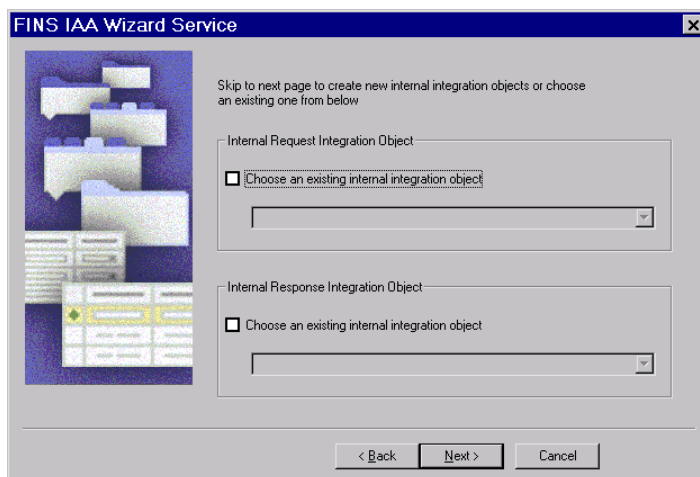 FINS IAA Wizard Service
Skip to next page to create new internal integration objects or choose
an existing one from below
Internal Request Integration Object
Choose an existing internal integration object
Internal Response Integration Object
Choose an existing internal integration object
< Back
Next >
Cancel